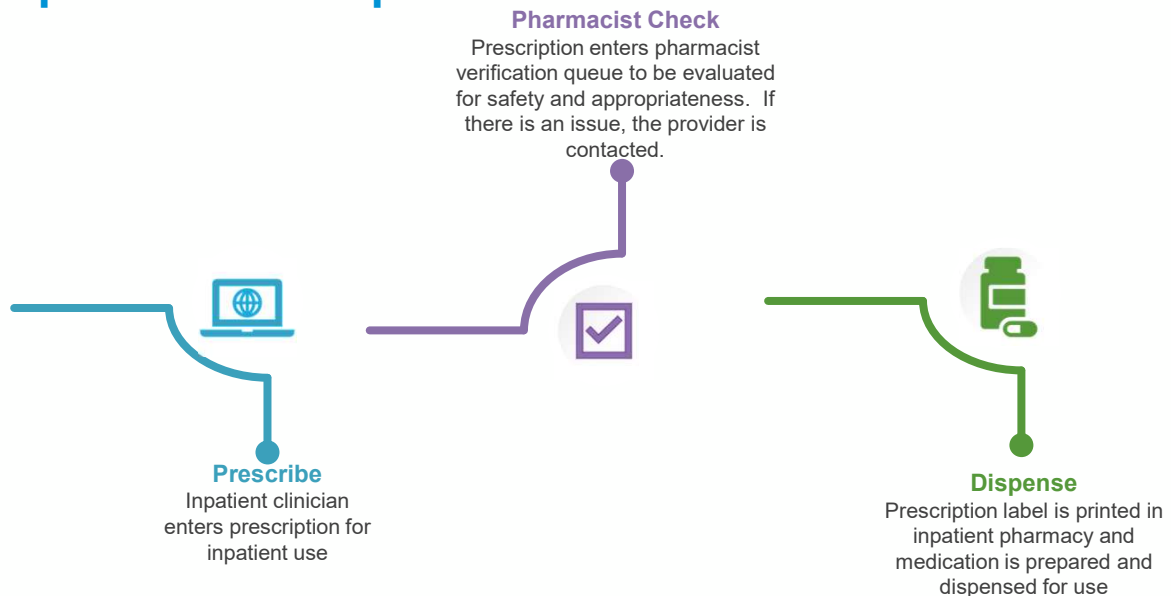 Pharmacist Check
Prescription enters pharmacist
verification queue to be evaluated
for safety and appropriateness.  If
there is an issue, the provider is
contacted.
Prescribe
Inpatient clinician
enters prescription for
inpatient use
Dispense
Prescription label is printed in
inpatient pharmacy and
medication is prepared and
dispensed for use